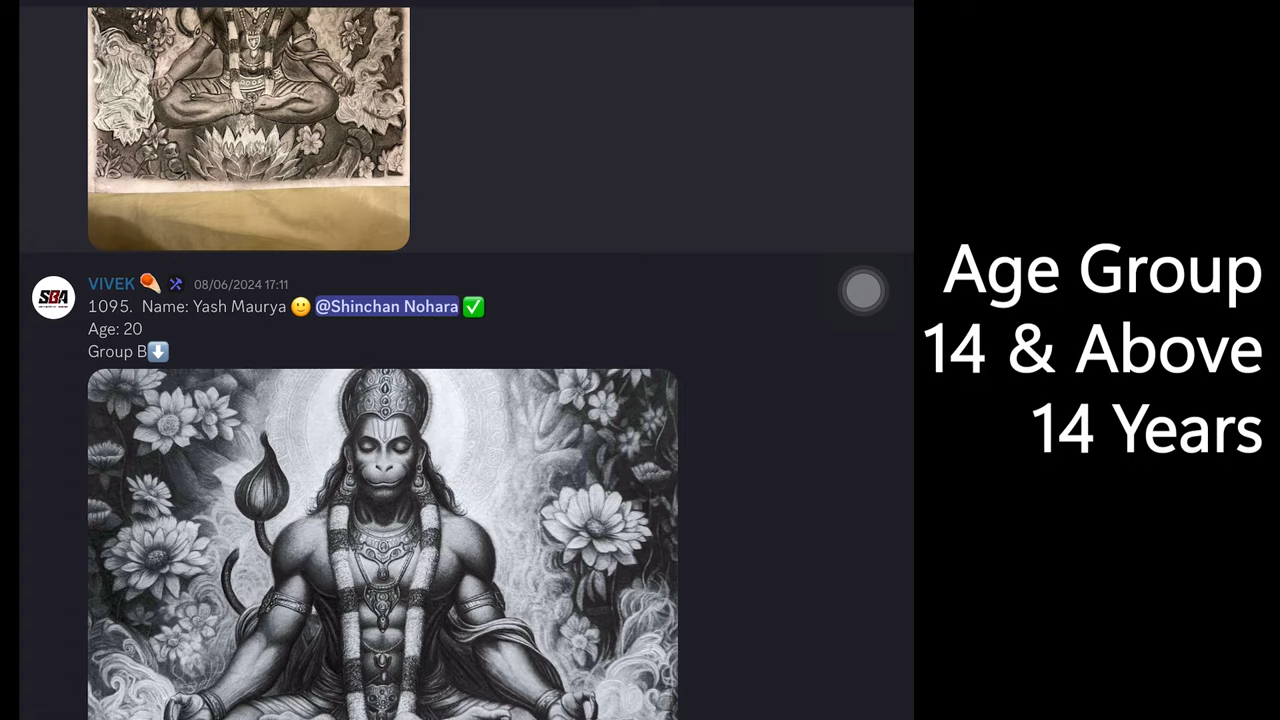 SBA
VIVEK 08/06/2024 17:11
1095. Name: Yash Maurya 🙂 @Shinchan Nohara ✅
Age: 20
Group B⬇️
Age Group
14 & Above
14 Years